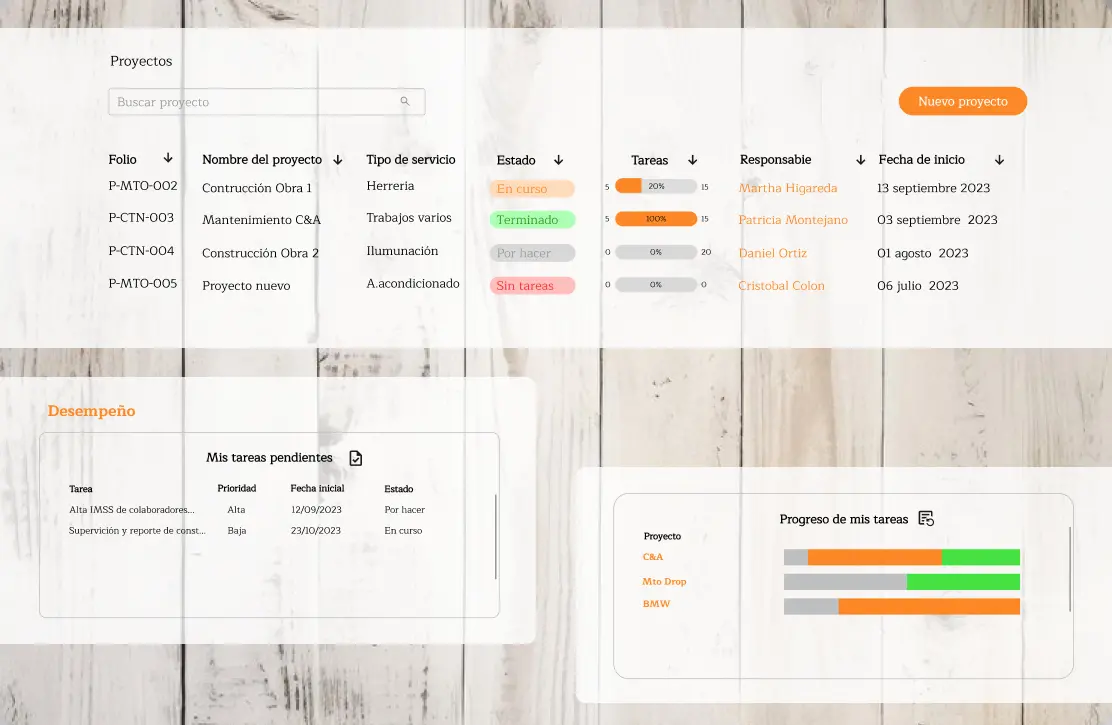 Proyectos
Buscar proyecto
Nuevo proyecto
Folio Nombre del proyecto Tipo de servicio Estado Tareas Responsabie Fecha de inicio
P-MTO-002 Contrucción Obra 1 Herreria En curso 5 20% 15 Martha Higareda 13 septiembre 2023
P-CTN-003 Mantenimiento C&A Trabajos varios Terminado 5 100% 15 Patricia Montejano 03 septiembre 2023
P-CTN-004 Construcción Obra 2 Ilumunación Por hacer 0 0% 20 Daniel Ortiz 01 agosto 2023
P-MTO-005 Proyecto nuevo A.acondicionado Sin tareas 0 0% 0 Cristobal Colon 06 julio 2023
Desempeño
Mis tareas pendientes
Tarea Prioridad Fecha inicial Estado
Alta IMSS de colaboradores... Alta 12/09/2023 Por hacer
Supervición y reporte de const... Baja 23/10/2023 En curso
Progreso de mis tareas
Proyecto
C&A
Mto Drop
BMW